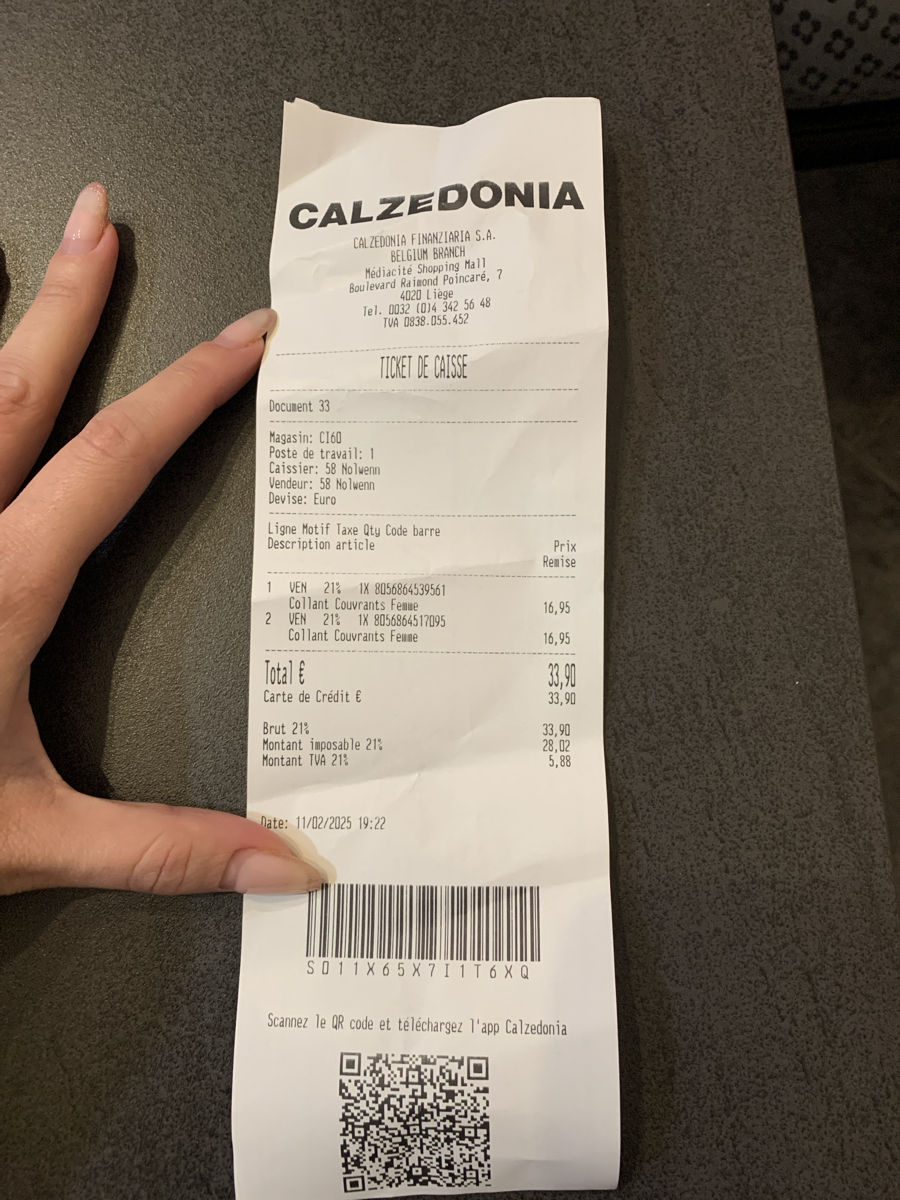 CALZEDONIA
CALZEDONIA FINANZIARIA S.A.
BELGIUM BRANCH
Médiacité Shopping Mall
Boulevard Raimond Poincaré, 7
4020 Liège
Tel. 0032 (0)4 342 56 48
TVA 0838.055.452
TICKET DE CAISSE
Document 33
Magasin: CI60
Poste de travail: 1
Caissier: 58 Nolwenn
Vendeur: 58 Nolwenn
Devise: Euro
Ligne Motif Taxe Qty Code barre
Description article Prix
Remise
1 VEN 21% 1X 8056864539561
Collant Couvrants Femme 16,95
2 VEN 21% 1X 8056864517095
Collant Couvrants Femme 16,95
Total € 33,90
Carte de Crédit € 33,90
Brut 21% 33,90
Montant imposable 21% 28,02
Montant TVA 21% 5,88
Date: 11/02/2025 19:22
S011X65X7I1T6XQ
Scannez le QR code et téléchargez l'app Calzedonia